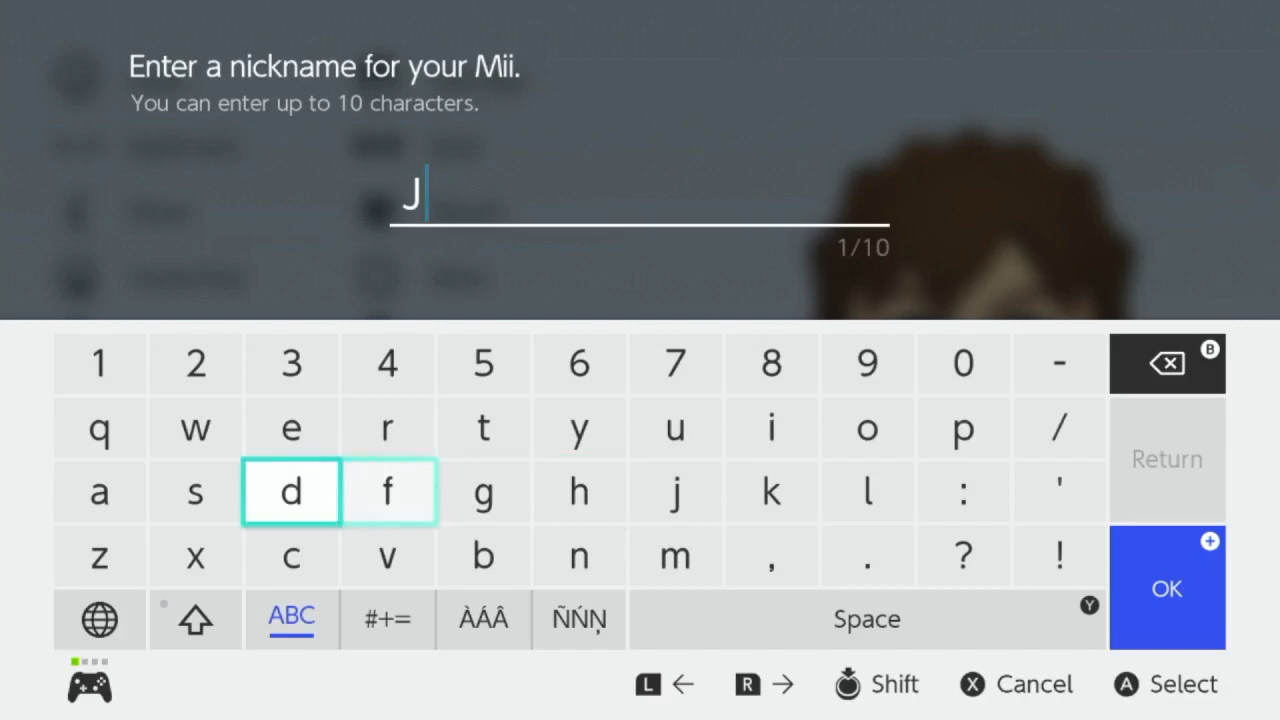 Enter a nickname for your Mii.
You can enter up to 10 characters.
J
1/10
1 2 3 4 5 6 7 8 9 0 - B
q w e r t y u i o p / Return
a s d f g h j k l : '
z x c v b n m , . ? ! + OK
ABC #+= ÀÁÂ ÑŃŅ Space Y
L ← R → Shift X Cancel A Select